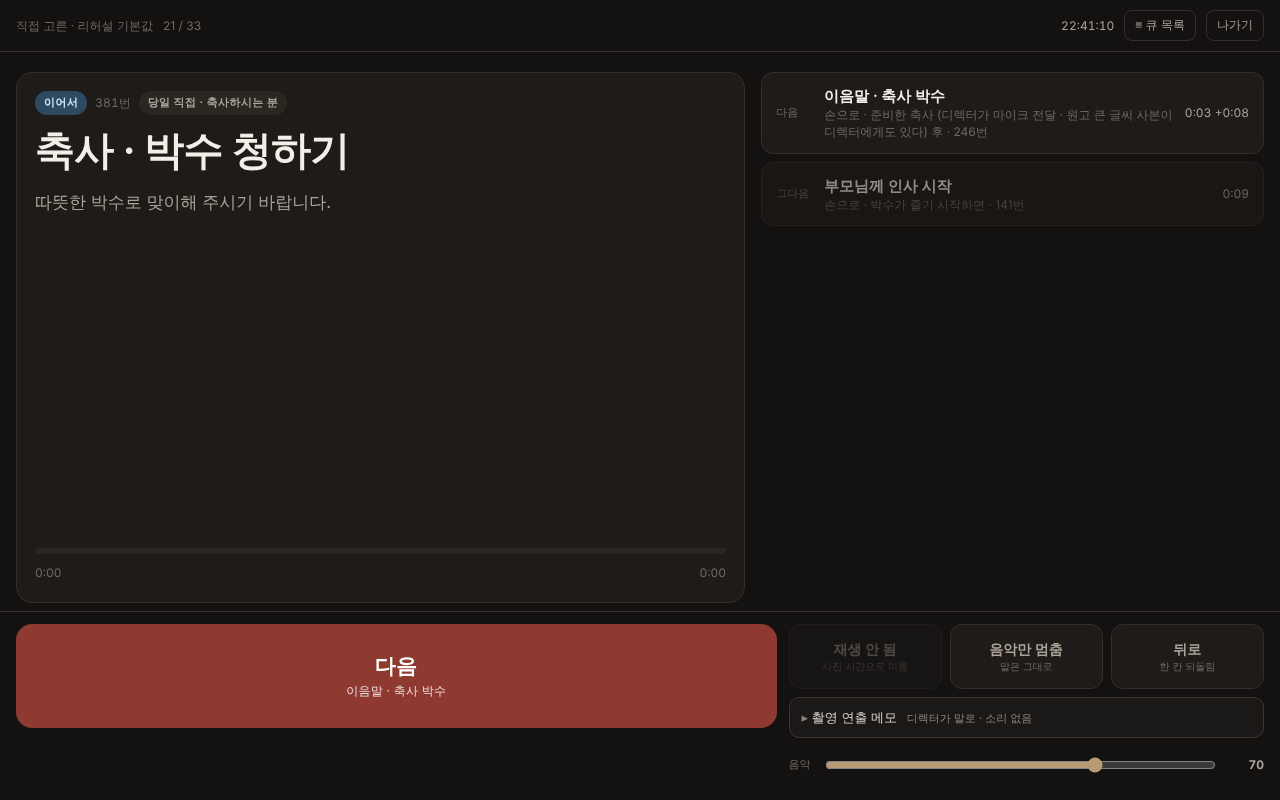 직접 고른 · 리허설 기본값 21 / 33
22:41:10
≡ 큐 목록
나가기
이어서 381번 당일 직접 · 축사하시는 분
축사 · 박수 청하기
따뜻한 박수로 맞이해 주시기 바랍니다.
0:00 0:00
다음
이음말 · 축사 박수
손으로 · 준비한 축사 (디렉터가 마이크 전달 · 원고 큰 글씨 사본이
디렉터에게도 있다) 후 · 246번
0:03 +0:08
그다음
부모님께 인사 시작
손으로 · 박수가 줄기 시작하면 · 141번
0:09
다음
이음말 · 축사 박수
재생 안 됨
사진 시간으로 이름
음악만 멈춤
말은 그대로
뒤로
한 칸 되돌림
▸ 촬영 연출 메모 디렉터가 말로 · 소리 없음
음악 70